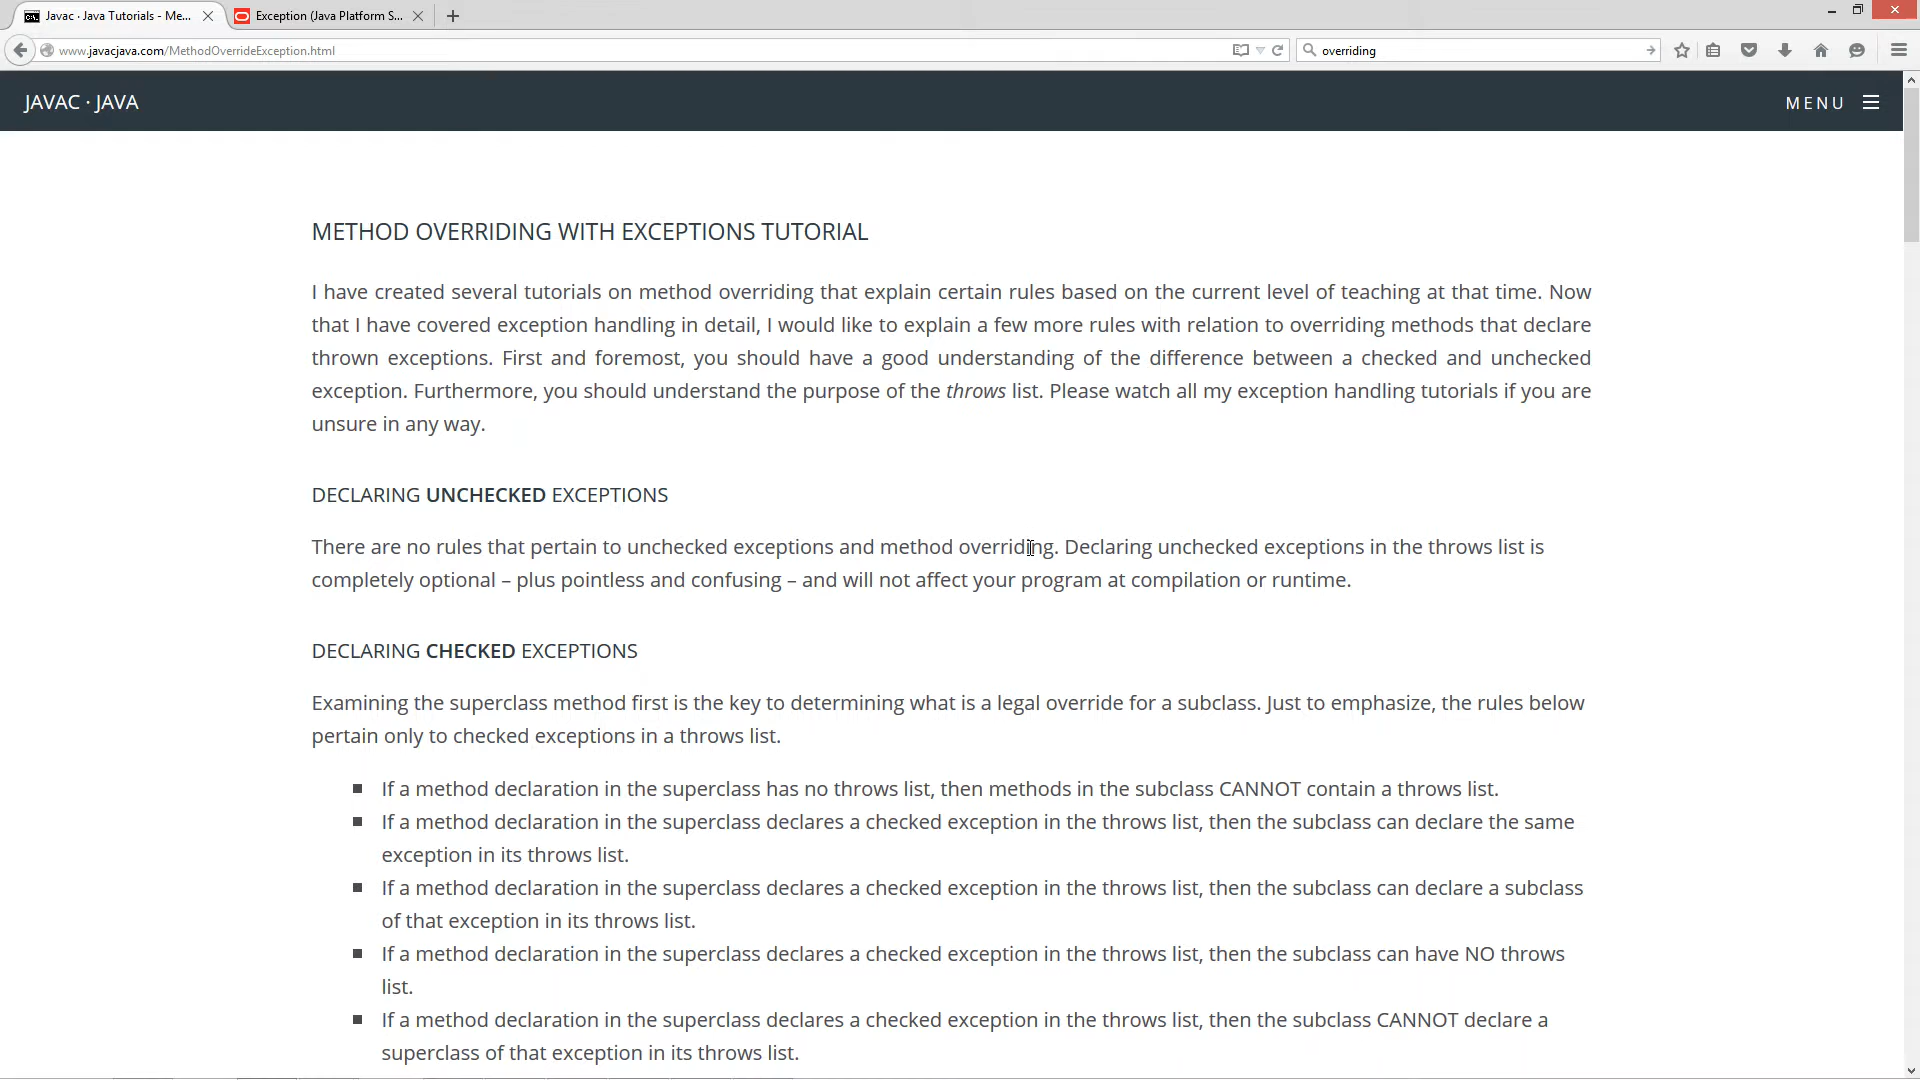 Javac · Java Tutorials - Me...
Exception (Java Platform S...
www.javacjava.com/MethodOverrideException.html
overriding
JAVAC · JAVA
MENU
METHOD OVERRIDING WITH EXCEPTIONS TUTORIAL
I have created several tutorials on method overriding that explain certain rules based on the current level of teaching at that time. Now
that I have covered exception handling in detail, I would like to explain a few more rules with relation to overriding methods that declare
thrown exceptions. First and foremost, you should have a good understanding of the difference between a checked and unchecked
exception. Furthermore, you should understand the purpose of the throws list. Please watch all my exception handling tutorials if you are
unsure in any way.
DECLARING UNCHECKED EXCEPTIONS
There are no rules that pertain to unchecked exceptions and method overriding. Declaring unchecked exceptions in the throws list is
completely optional – plus pointless and confusing – and will not affect your program at compilation or runtime.
DECLARING CHECKED EXCEPTIONS
Examining the superclass method first is the key to determining what is a legal override for a subclass. Just to emphasize, the rules below
pertain only to checked exceptions in a throws list.
If a method declaration in the superclass has no throws list, then methods in the subclass CANNOT contain a throws list.
If a method declaration in the superclass declares a checked exception in the throws list, then the subclass can declare the same
exception in its throws list.
If a method declaration in the superclass declares a checked exception in the throws list, then the subclass can declare a subclass
of that exception in its throws list.
If a method declaration in the superclass declares a checked exception in the throws list, then the subclass can have NO throws
list.
If a method declaration in the superclass declares a checked exception in the throws list, then the subclass CANNOT declare a
superclass of that exception in its throws list.